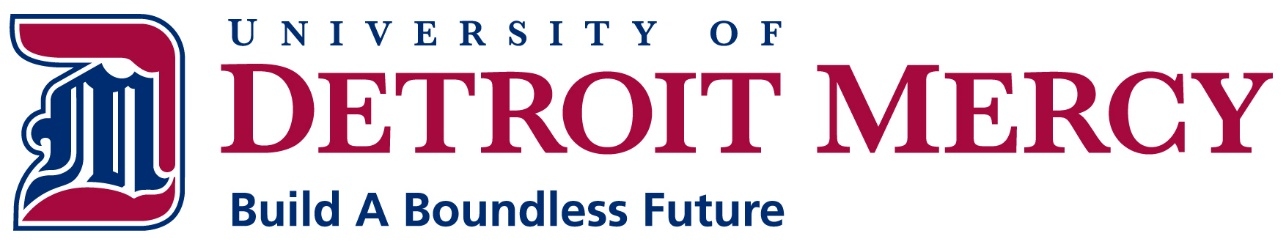 UNIVERSITY OF
DETROIT MERCY
Build A Boundless Future